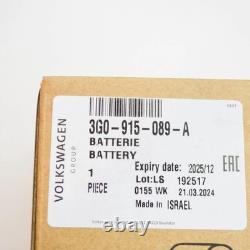 VOLKSWAGEN
GROUP
3G0-915-089-A
BATTERIE
BATTERY
1
PIECE
Expiry date: 2025/12
Lot:LS 192517
0155 WK 21.03.2024
Made in ISRAEL
EAC